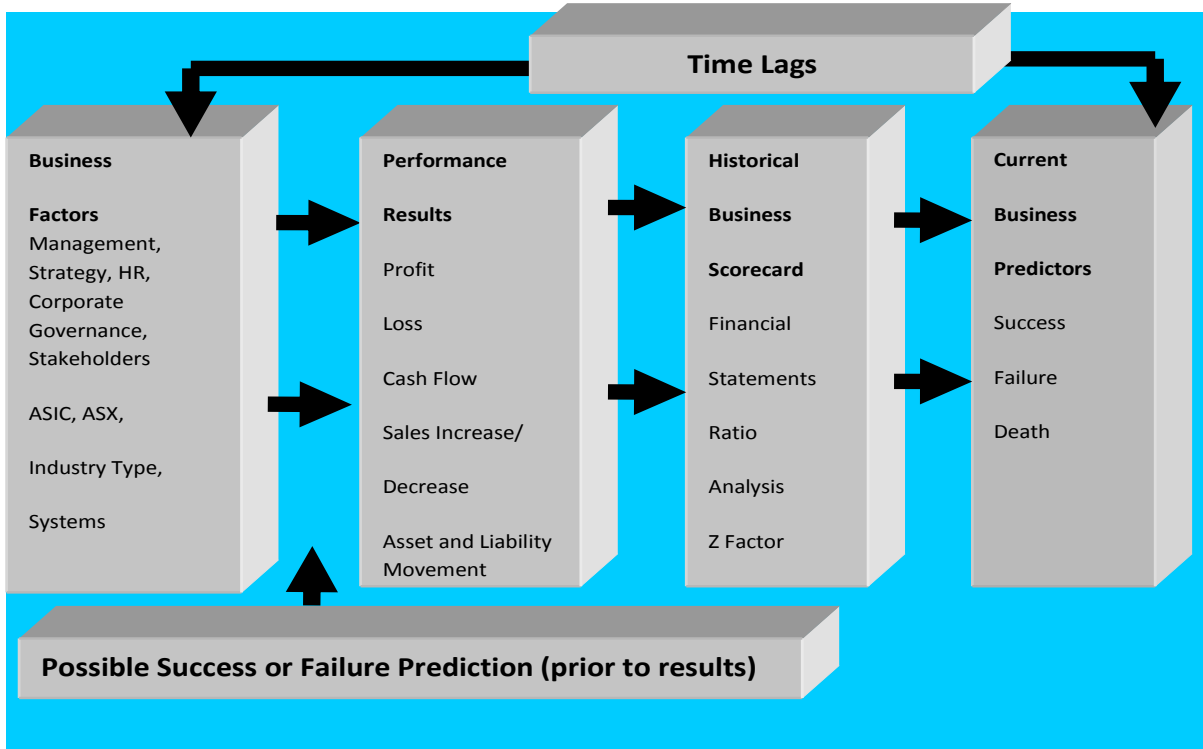 Time Lags
Business
Factors
Management,
Strategy, HR,
Corporate
Governance,
Stakeholders
ASIC, ASX,
Industry Type,
Systems
Performance
Results
Profit
Loss
Cash Flow
Sales Increase/
Decrease
Asset and Liability
Movement
Historical
Business
Scorecard
Financial
Statements
Ratio
Analysis
Z Factor
Current
Business
Predictors
Success
Failure
Death
Possible Success or Failure Prediction (prior to results)